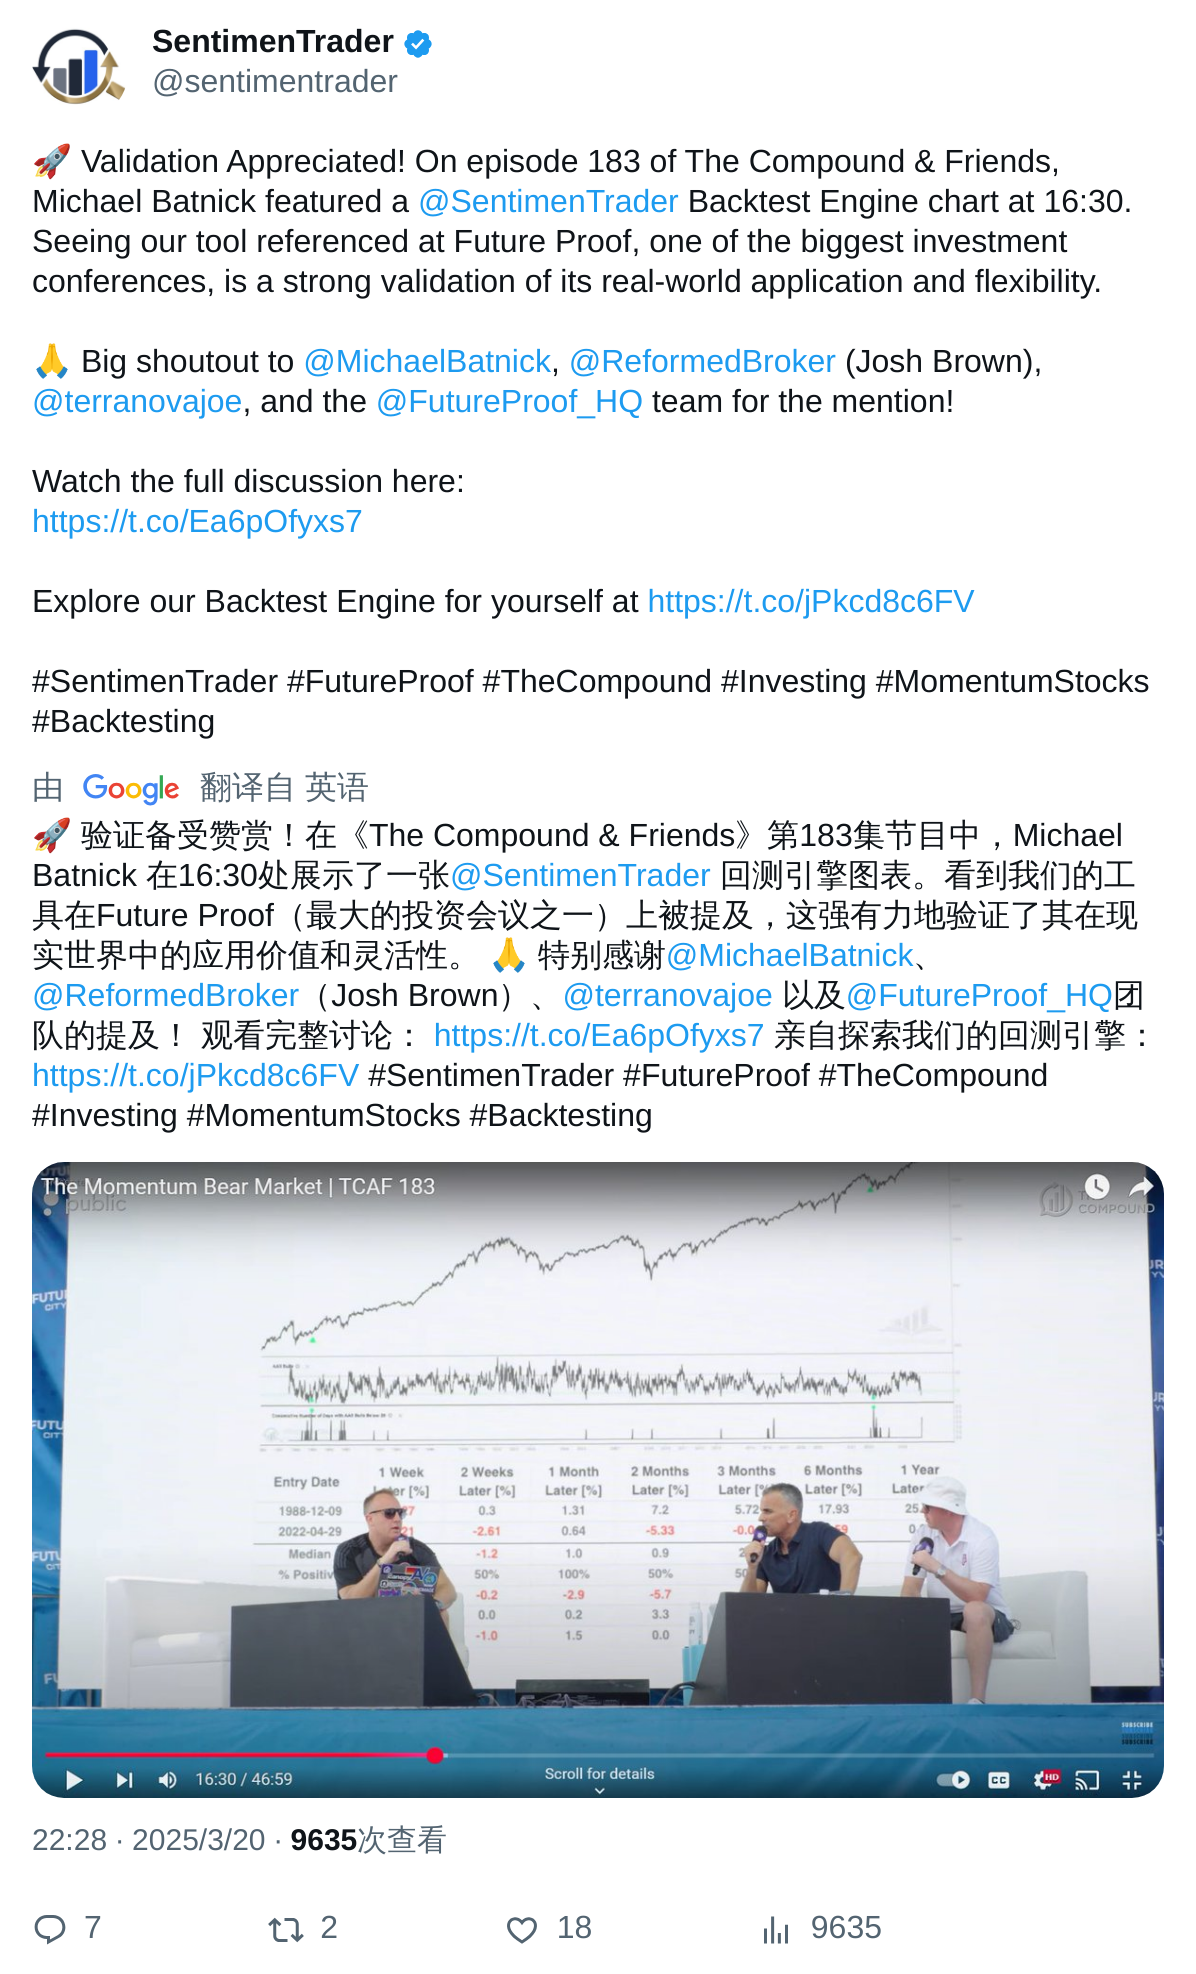 SentimenTrader
@sentimentrader
🚀 Validation Appreciated! On episode 183 of The Compound & Friends,
Michael Batnick featured a @SentimenTrader Backtest Engine chart at 16:30.
Seeing our tool referenced at Future Proof, one of the biggest investment
conferences, is a strong validation of its real-world application and flexibility.
🙏 Big shoutout to @MichaelBatnick, @ReformedBroker (Josh Brown),
@terranovajoe, and the @FutureProof_HQ team for the mention!
Watch the full discussion here:
https://t.co/Ea6pOfyxs7
Explore our Backtest Engine for yourself at https://t.co/jPkcd8c6FV
#SentimenTrader #FutureProof #TheCompound #Investing #MomentumStocks
#Backtesting
由 Google 翻译自 英语
🚀 验证备受赞赏！在《The Compound & Friends》第183集节目中，Michael
Batnick 在16:30处展示了一张@SentimenTrader 回测引擎图表。看到我们的工
具在Future Proof（最大的投资会议之一）上被提及，这强有力地验证了其在现
实世界中的应用价值和灵活性。 🙏 特别感谢@MichaelBatnick、
@ReformedBroker（Josh Brown）、@terranovajoe 以及@FutureProof_HQ团
队的提及！ 观看完整讨论： https://t.co/Ea6pOfyxs7 亲自探索我们的回测引擎：
https://t.co/jPkcd8c6FV #SentimenTrader #FutureProof #TheCompound
#Investing #MomentumStocks #Backtesting
The Momentum Bear Market | TCAF 183
public
COMPOUND
Entry Date 1 Week 2 Weeks 1 Month 2 Months 3 Months 6 Months 1 Year
Later [%] Later [%] Later [%] Later [%] Later [%]
1988-12-09 0.3 1.31 7.2 5.72 17.93
2022-04-29 -2.61 0.64 -5.33
Median -1.2 1.0 0.9
% Positiv 50% 100% 50%
-0.2 -2.9 -5.7
0.0 0.2 3.3
-1.0 1.5 0.0
SUBSCRIBE
16:30 / 46:59
Scroll for details
CC
HD
22:28 · 2025/3/20 · 9635次查看
7 2 18 9635